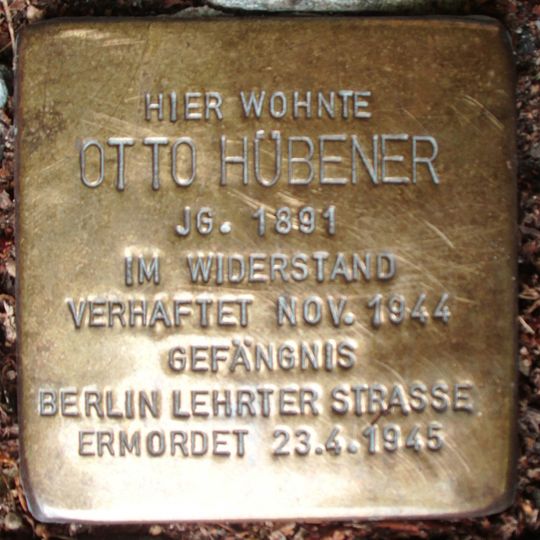 HIER WOHNTE
OTTO HÜBENER
JG. 1891
IM WIDERSTAND
VERHAFTET NOV. 1944
GEFÄNGNIS
BERLIN LEHRTER STRASSE
ERMORDET 23.4.1945